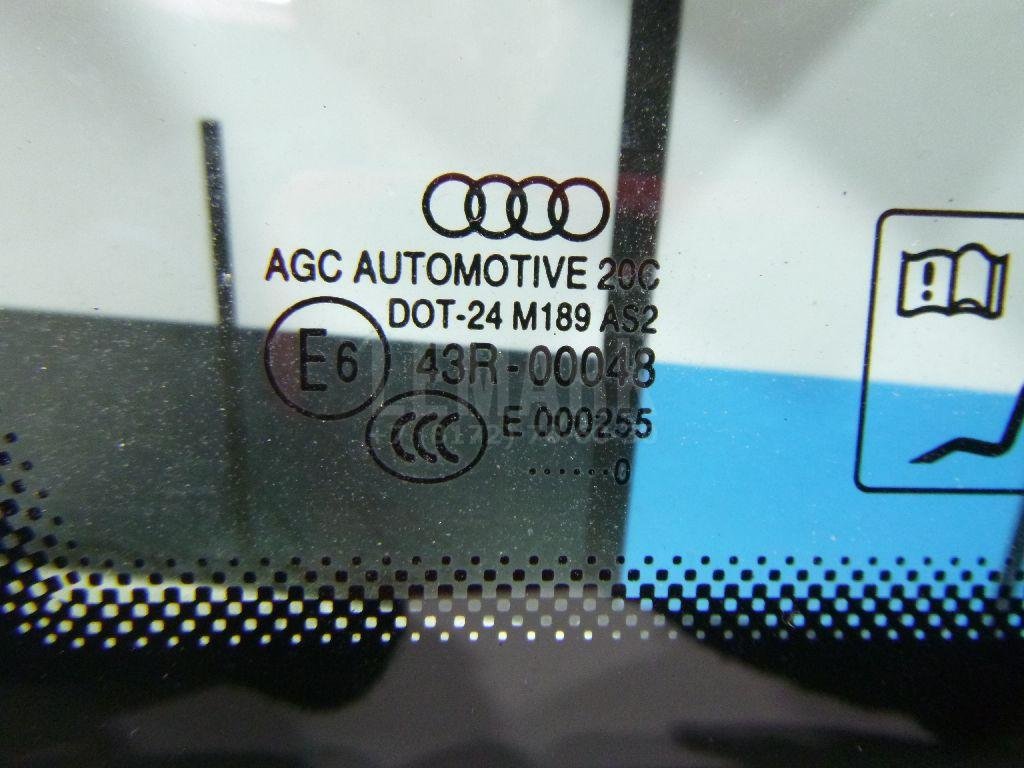 AGC AUTOMOTIVE 20C
DOT-24 M189 AS2
E6
43R-00048
CCC
E 000255
......0